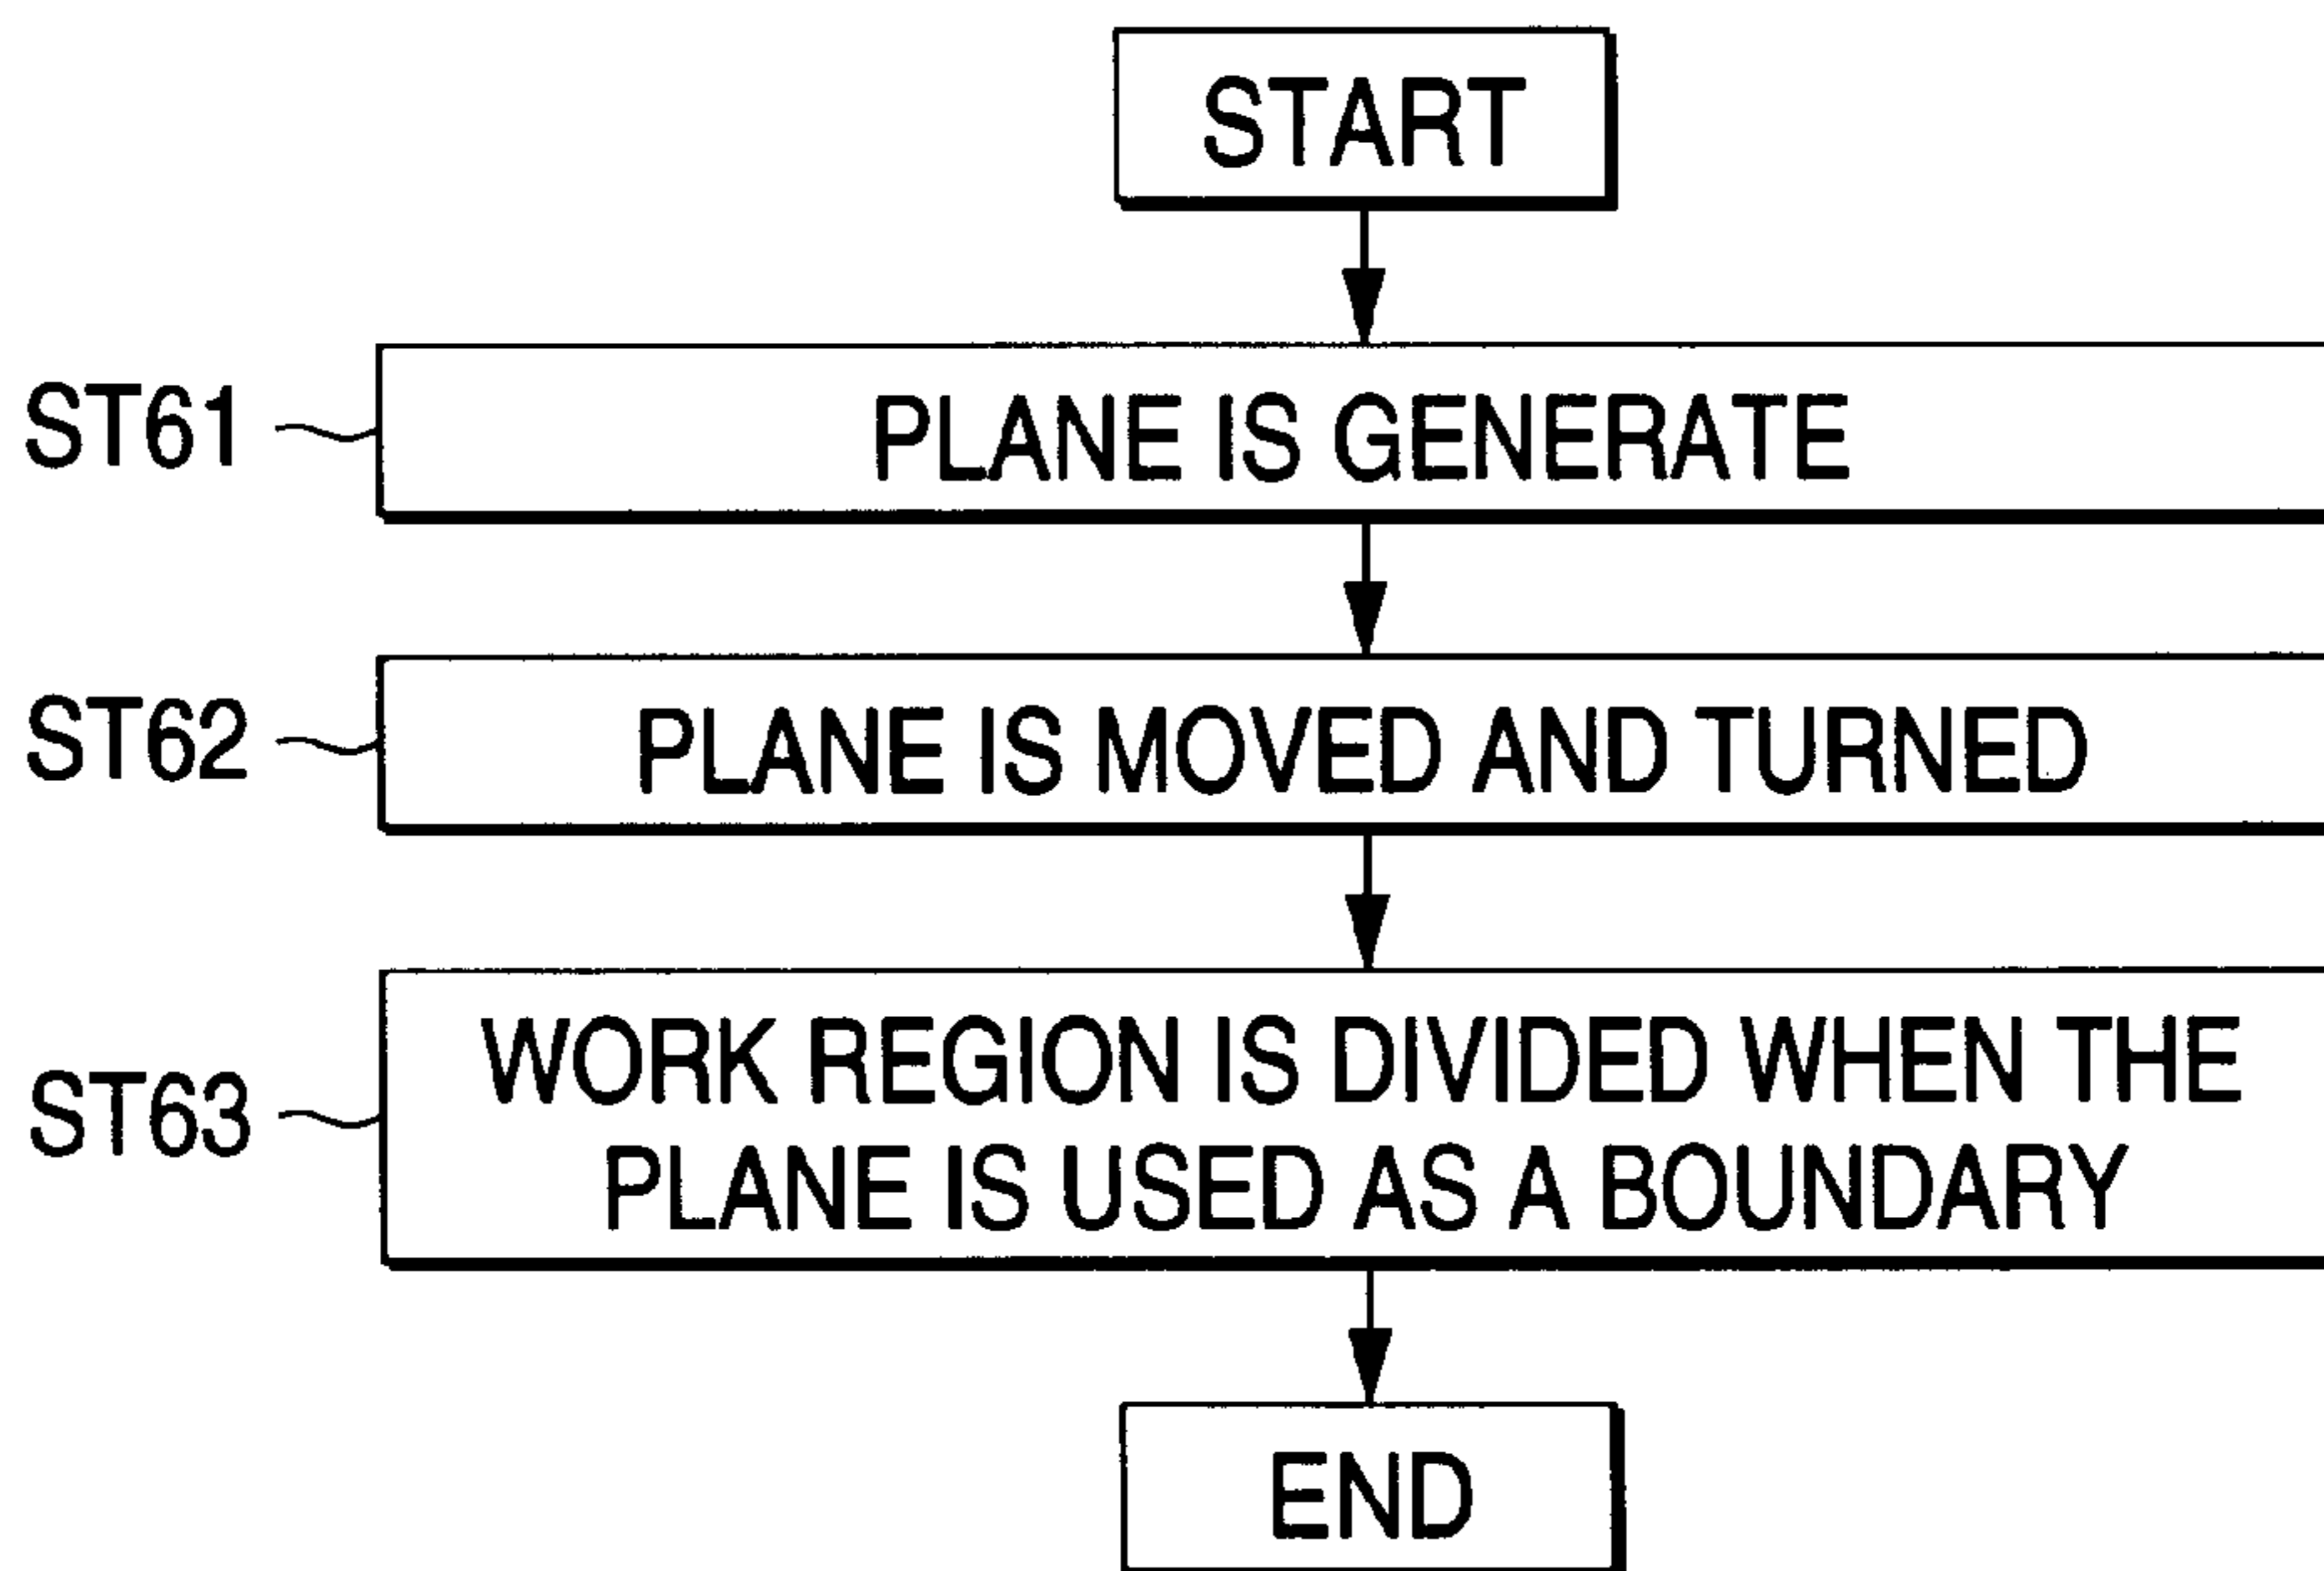 START
ST61
PLANE IS GENERATE
ST62
PLANE IS MOVED AND TURNED
ST63
WORK REGION IS DIVIDED WHEN THE
PLANE IS USED AS A BOUNDARY
END